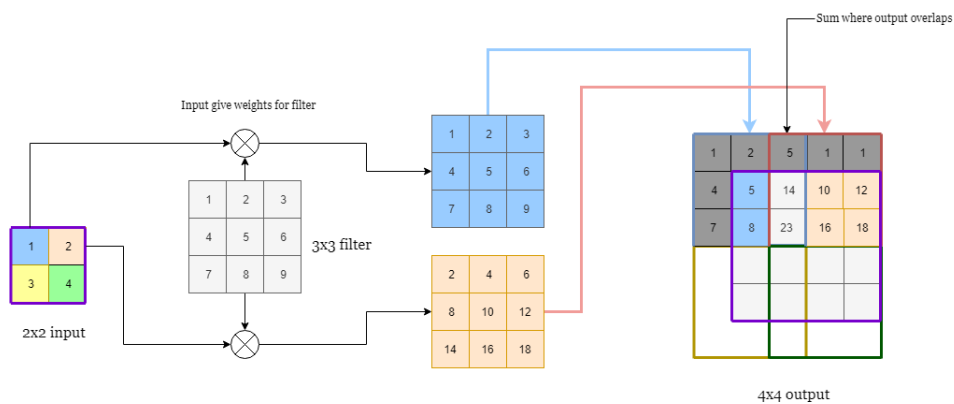 Sum where output overlaps
Input give weights for filter
1 2 3
4 5 6
7 8 9
1 2 5 1 1
4 5 14 10 12
7 8 23 16 18
1 2 3
4 5 6
7 8 9
3x3 filter
1 2
3 4
2x2 input
2 4 6
8 10 12
14 16 18
4x4 output